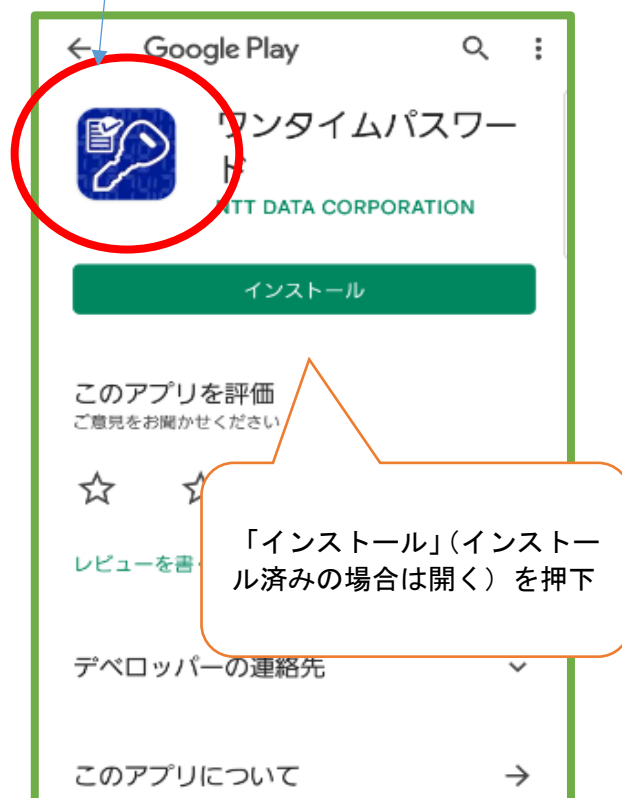 Google Play
ワンタイムパスワー
ド
NTT DATA CORPORATION
インストール
このアプリを評価
ご意見をお聞かせください
レビューを書
「インストール」（インストー
ル済みの場合は開く）を押下
デベロッパーの連絡先
このアプリについて